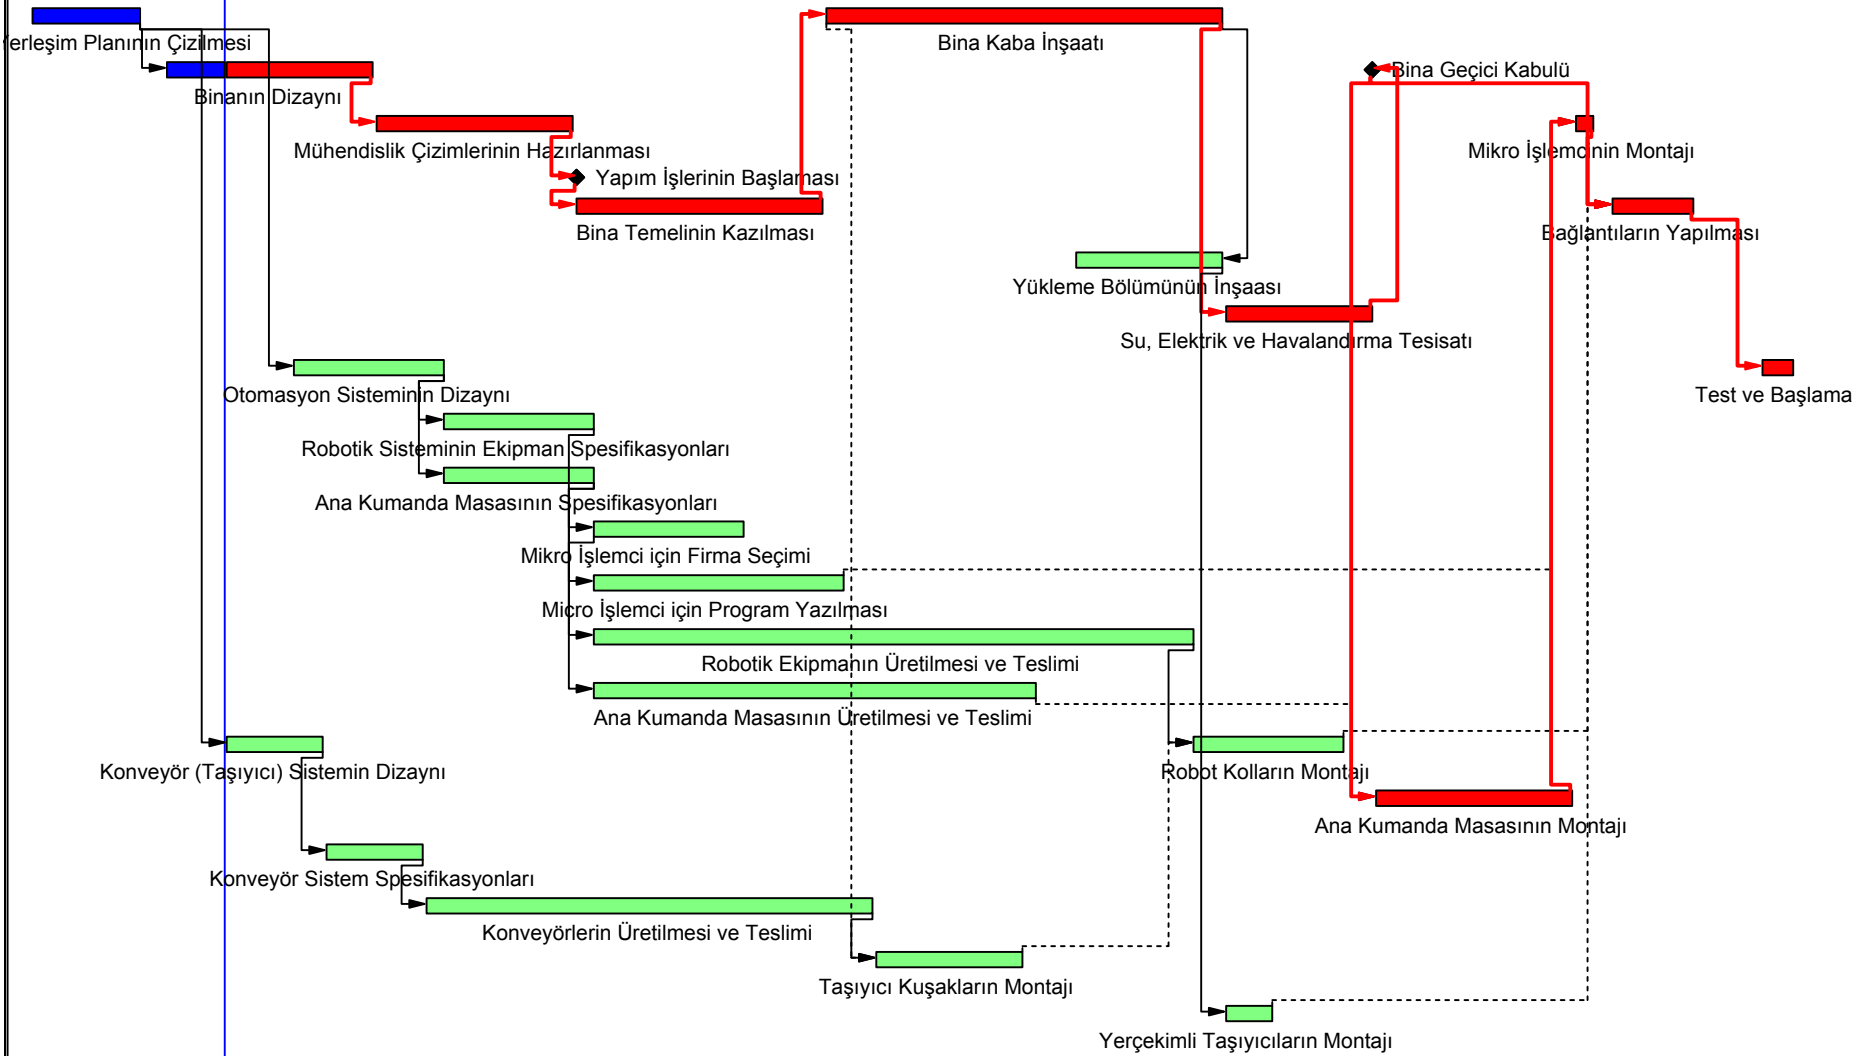 Yerleşim Planının Çizilmesi
Bina Kaba İnşaatı
Bina Geçici Kabulü
Binanın Dizaynı
Mühendislik Çizimlerinin Hazırlanması
Mikro İşlemcinin Montajı
Yapım İşlerinin Başlaması
Bina Temelinin Kazılması
Bağlantıların Yapılması
Yükleme Bölümünün İnşaası
Su, Elektrik ve Havalandırma Tesisatı
Otomasyon Sisteminin Dizaynı
Test ve Başlama
Robotik Sisteminin Ekipman Spesifikasyonları
Ana Kumanda Masasının Spesifikasyonları
Mikro İşlemci için Firma Seçimi
Micro İşlemci için Program Yazılması
Robotik Ekipmanın Üretilmesi ve Teslimi
Ana Kumanda Masasının Üretilmesi ve Teslimi
Konveyör (Taşıyıcı) Sistemin Dizaynı
Robot Kolların Montajı
Ana Kumanda Masasının Montajı
Konveyör Sistem Spesifikasyonları
Konveyörlerin Üretilmesi ve Teslimi
Taşıyıcı Kuşakların Montajı
Yerçekimli Taşıyıcıların Montajı